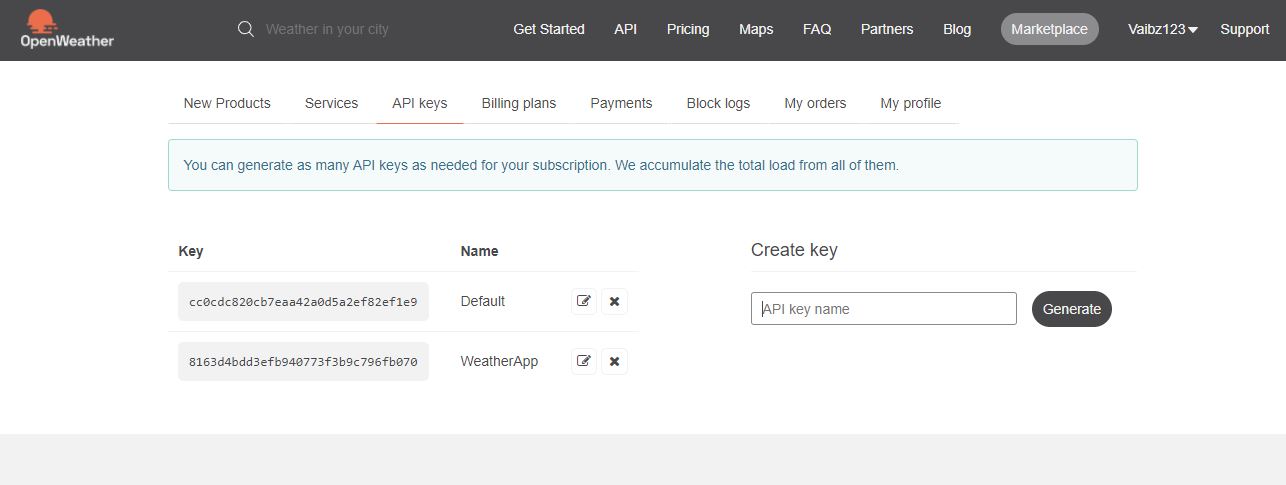 OpenWeather
Weather in your city
Get Started
API
Pricing
Maps
FAQ
Partners
Blog
Marketplace
Vaibz123
Support
New Products
Services
API keys
Billing plans
Payments
Block logs
My orders
My profile
You can generate as many API keys as needed for your subscription. We accumulate the total load from all of them.
Key
Name
cc0cdc820cb7eaa42a0d5a2ef82ef1e9
Default
8163d4bdd3efb940773f3b9c796fb070
WeatherApp
Create key
API key name
Generate